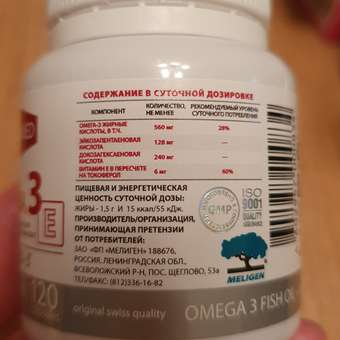 СОДЕРЖАНИЕ В СУТОЧНОЙ ДОЗИРОВКЕ
КОМПОНЕНТ
КОЛИЧЕСТВО, НЕ МЕНЕЕ
РЕКОМЕНДУЕМЫЙ УРОВЕНЬ СУТОЧНОГО ПОТРЕБЛЕНИЯ
ОМЕГА-3 ЖИРНЫЕ
КИСЛОТЫ, В Т.Ч.
560 мг
28%
ЭЙКОЗАПЕНТАЕНОВАЯ
КИСЛОТА
128 мг
—
ДОКОЗАГЕКСАЕНОВАЯ
КИСЛОТА
240 мг
—
ВИТАМИН Е В ПЕРЕСЧЕТЕ
НА ТОКОФЕРОЛ
6 мг
60%
ПИЩЕВАЯ И ЭНЕРГЕТИЧЕСКАЯ
ЦЕННОСТЬ СУТОЧНОЙ ДОЗЫ:
ЖИРЫ - 1,5 Г И 15 ккал/55 кДж.
ПРОИЗВОДИТЕЛЬ/ОРГАНИЗАЦИЯ,
ПРИНИМАЮЩАЯ ПРЕТЕНЗИИ
ОТ ПОТРЕБИТЕЛЕЙ:
ЗАО «ФП «МЕЛИГЕН» 188676,
РОССИЯ, ЛЕНИНГРАДСКАЯ ОБЛ.,
ВСЕВОЛОЖСКИЙ Р-Н, ПОС. ЩЕГЛОВО, 53а
ТЕЛ/ФАКС: (812)336-16-82
GMP
ISO
9001
QUALITY
MELIGEN
3
E
120
original swiss quality
OMEGA 3 FISH OIL